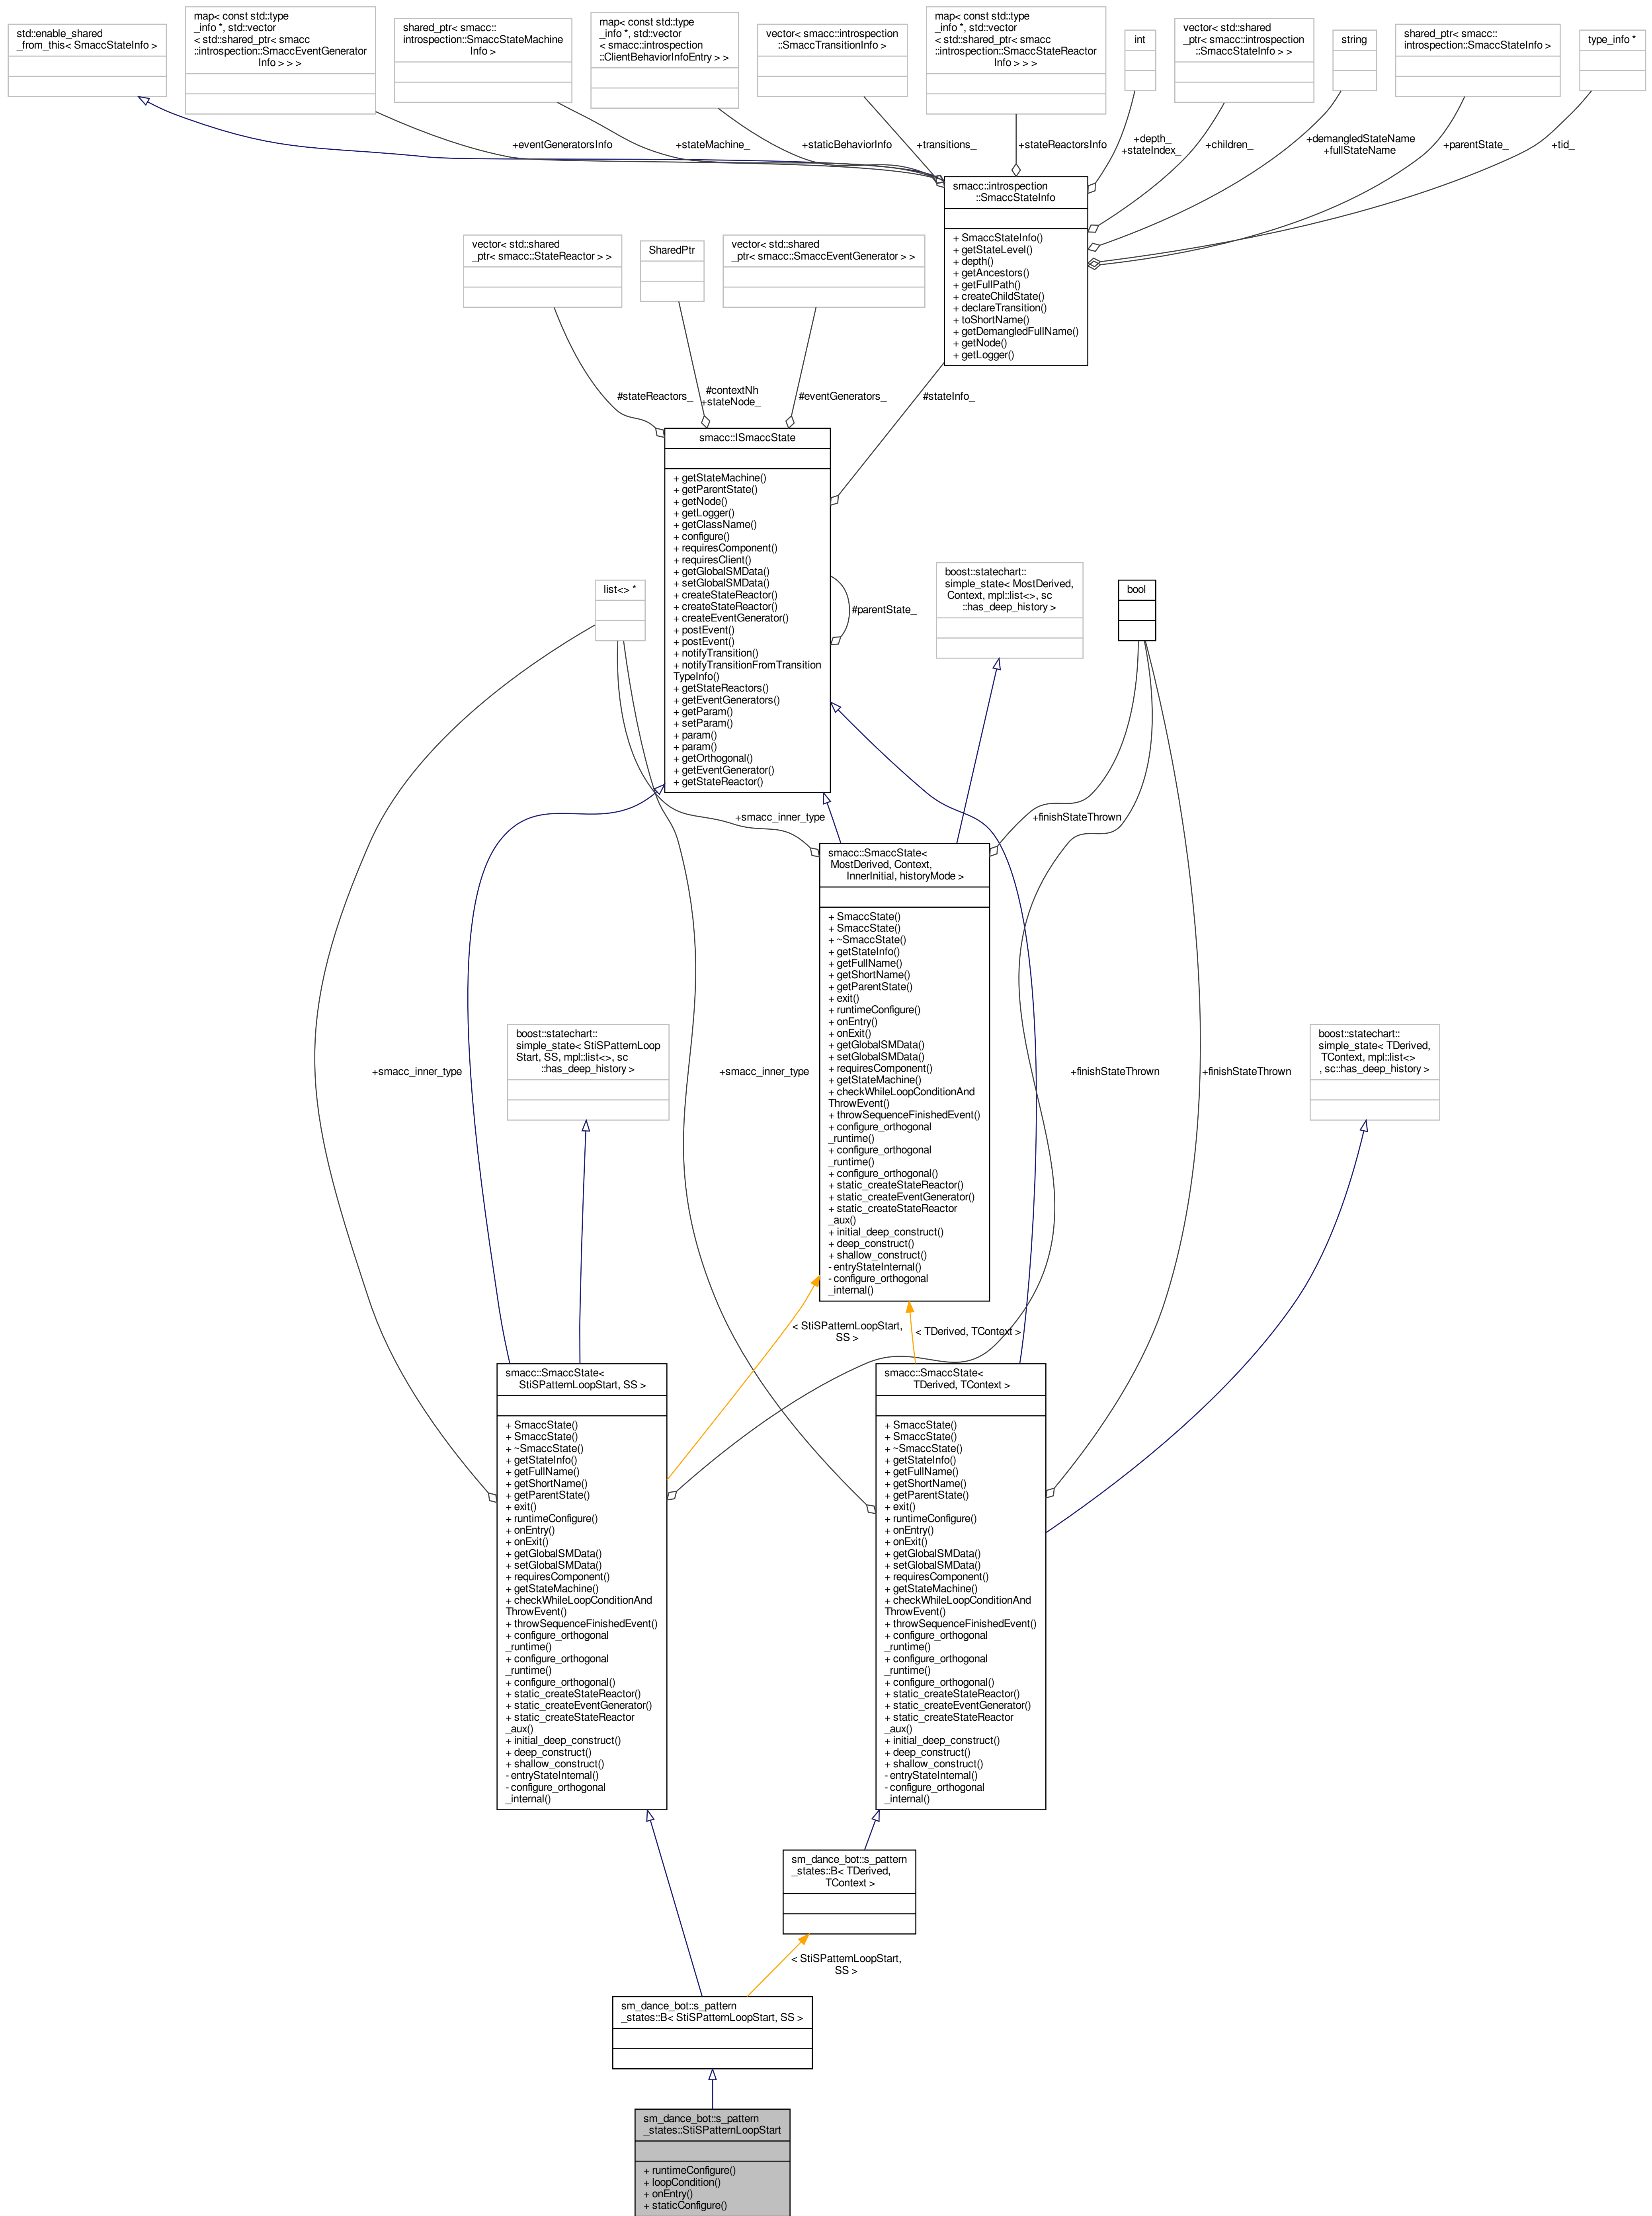 std::enable_shared
_from_this< SmaccStateInfo >
map< const std::type
_info *, std::vector
< std::shared_ptr< smacc
::introspection::SmaccEventGenerator
Info > > >
shared_ptr< smacc::
introspection::SmaccStateMachine
Info >
map< const std::type
_info *, std::vector
< smacc::introspection
::ClientBehaviorInfoEntry > >
vector< smacc::introspection
::SmaccTransitionInfo >
map< const std::type
_info *, std::vector
< std::shared_ptr< smacc
::introspection::SmaccStateReactor
Info > > >
int
vector< std::shared
_ptr< smacc::introspection
::SmaccStateInfo > >
string
shared_ptr< smacc::
introspection::SmaccStateInfo >
type_info *
+eventGeneratorsInfo
+stateMachine_
+staticBehaviorInfo
+transitions_
+stateReactorsInfo
+depth_
+stateIndex_
+children_
+demangledStateName
+fullStateName
+parentState_
+tid_
smacc::introspection
::SmaccStateInfo
+ SmaccStateInfo()
+ getStateLevel()
+ depth()
+ getAncestors()
+ getFullPath()
+ createChildState()
+ declareTransition()
+ toShortName()
+ getDemangledFullName()
+ getNode()
+ getLogger()
vector< std::shared
_ptr< smacc::StateReactor > >
SharedPtr
vector< std::shared
_ptr< smacc::SmaccEventGenerator > >
#stateReactors_
#contextNh
+stateNode_
#eventGenerators_
#stateInfo_
smacc::ISmaccState
+ getStateMachine()
+ getParentState()
+ getNode()
+ getLogger()
+ getClassName()
+ configure()
+ requiresComponent()
+ requiresClient()
+ getGlobalSMData()
+ setGlobalSMData()
+ createStateReactor()
+ createStateReactor()
+ createEventGenerator()
+ postEvent()
+ postEvent()
+ notifyTransition()
+ notifyTransitionFromTransition
TypeInfo()
+ getStateReactors()
+ getEventGenerators()
+ getParam()
+ setParam()
+ param()
+ param()
+ getOrthogonal()
+ getEventGenerator()
+ getStateReactor()
#parentState_
list<> *
boost::statechart::
simple_state< MostDerived,
Context, mpl::list<>, sc
::has_deep_history >
bool
+smacc_inner_type
+finishStateThrown
smacc::SmaccState<
MostDerived, Context,
InnerInitial, historyMode >
+ SmaccState()
+ SmaccState()
+ ~SmaccState()
+ getStateInfo()
+ getFullName()
+ getShortName()
+ getParentState()
+ exit()
+ runtimeConfigure()
+ onEntry()
+ onExit()
+ getGlobalSMData()
+ setGlobalSMData()
+ requiresComponent()
+ getStateMachine()
+ checkWhileLoopConditionAnd
ThrowEvent()
+ throwSequenceFinishedEvent()
+ configure_orthogonal
_runtime()
+ configure_orthogonal
_runtime()
+ configure_orthogonal()
+ static_createStateReactor()
+ static_createEventGenerator()
+ static_createStateReactor
_aux()
+ initial_deep_construct()
+ deep_construct()
+ shallow_construct()
- entryStateInternal()
- configure_orthogonal
_internal()
boost::statechart::
simple_state< StiSPatternLoop
Start, SS, mpl::list<>, sc
::has_deep_history >
boost::statechart::
simple_state< TDerived,
TContext, mpl::list<>
, sc::has_deep_history >
+smacc_inner_type
+smacc_inner_type
+finishStateThrown
+finishStateThrown
< StiSPatternLoopStart,
SS >
< TDerived, TContext >
smacc::SmaccState<
StiSPatternLoopStart, SS >
+ SmaccState()
+ SmaccState()
+ ~SmaccState()
+ getStateInfo()
+ getFullName()
+ getShortName()
+ getParentState()
+ exit()
+ runtimeConfigure()
+ onEntry()
+ onExit()
+ getGlobalSMData()
+ setGlobalSMData()
+ requiresComponent()
+ getStateMachine()
+ checkWhileLoopConditionAnd
ThrowEvent()
+ throwSequenceFinishedEvent()
+ configure_orthogonal
_runtime()
+ configure_orthogonal
_runtime()
+ configure_orthogonal()
+ static_createStateReactor()
+ static_createEventGenerator()
+ static_createStateReactor
_aux()
+ initial_deep_construct()
+ deep_construct()
+ shallow_construct()
- entryStateInternal()
- configure_orthogonal
_internal()
smacc::SmaccState<
TDerived, TContext >
+ SmaccState()
+ SmaccState()
+ ~SmaccState()
+ getStateInfo()
+ getFullName()
+ getShortName()
+ getParentState()
+ exit()
+ runtimeConfigure()
+ onEntry()
+ onExit()
+ getGlobalSMData()
+ setGlobalSMData()
+ requiresComponent()
+ getStateMachine()
+ checkWhileLoopConditionAnd
ThrowEvent()
+ throwSequenceFinishedEvent()
+ configure_orthogonal
_runtime()
+ configure_orthogonal
_runtime()
+ configure_orthogonal()
+ static_createStateReactor()
+ static_createEventGenerator()
+ static_createStateReactor
_aux()
+ initial_deep_construct()
+ deep_construct()
+ shallow_construct()
- entryStateInternal()
- configure_orthogonal
_internal()
sm_dance_bot::s_pattern
_states::B< TDerived,
TContext >
< StiSPatternLoopStart,
SS >
sm_dance_bot::s_pattern
_states::B< StiSPatternLoopStart, SS >
sm_dance_bot::s_pattern
_states::StiSPatternLoopStart
+ runtimeConfigure()
+ loopCondition()
+ onEntry()
+ staticConfigure()